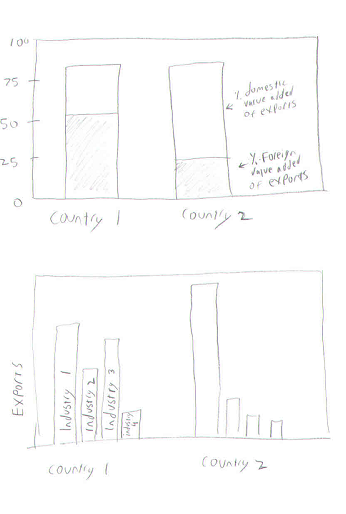 100
75
50
25
0
% domestic
value added
of exports
% Foreign
value added
of exports
Country 1
Country 2
Exports
Industry 1
Industry 2
Industry 3
Industry
4
Country 1
Country 2